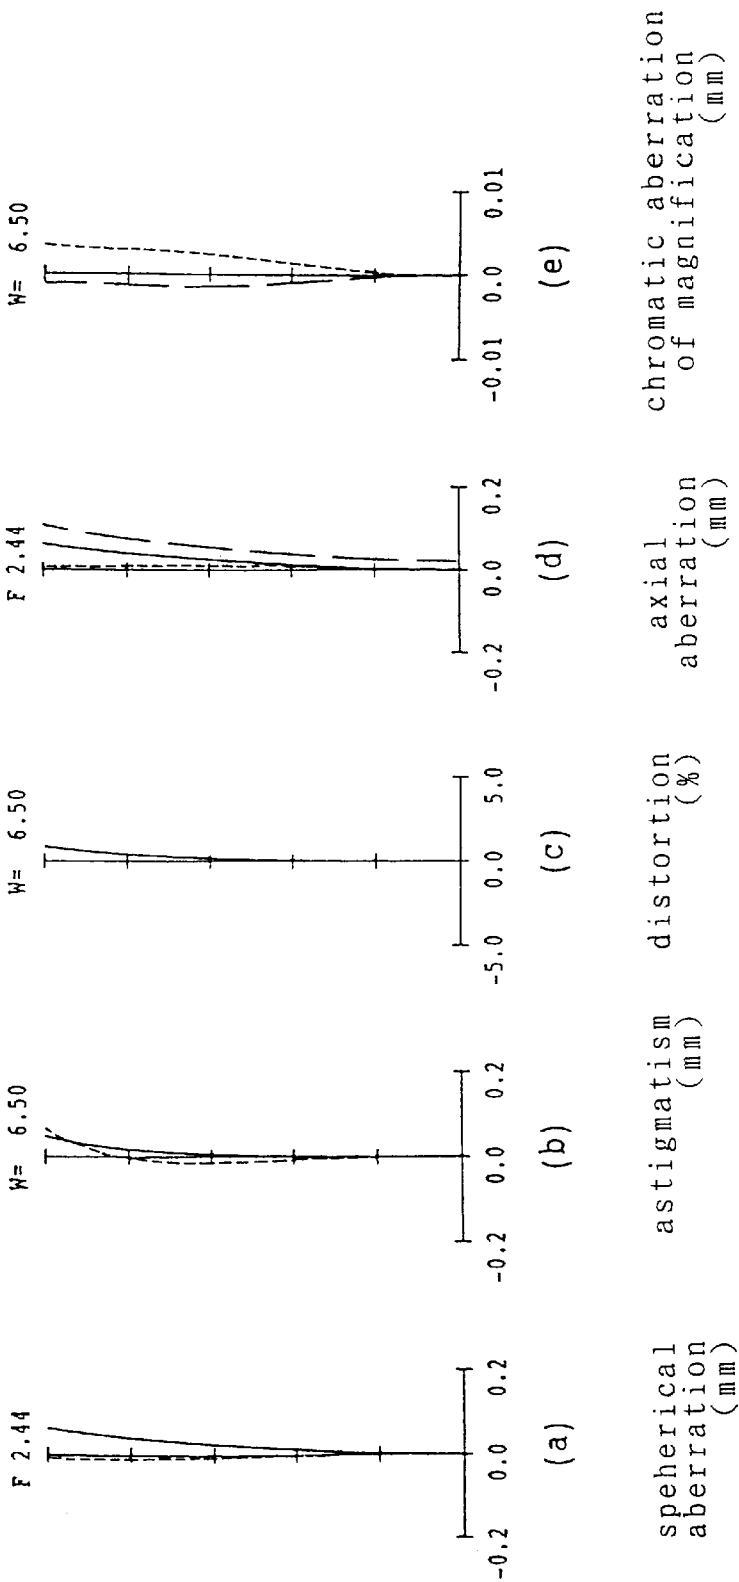 F 2.44
-0.2 0.0 0.2
(a)
speherical
aberration
(mm)
W= 6.50
-0.2 0.0 0.2
(b)
astigmatism
(mm)
W= 6.50
-5.0 0.0 5.0
(c)
distortion
(%)
F 2.44
-0.2 0.0 0.2
(d)
axial
aberration
(mm)
W= 6.50
-0.01 0.0 0.01
(e)
chromatic aberration
of magnification
(mm)